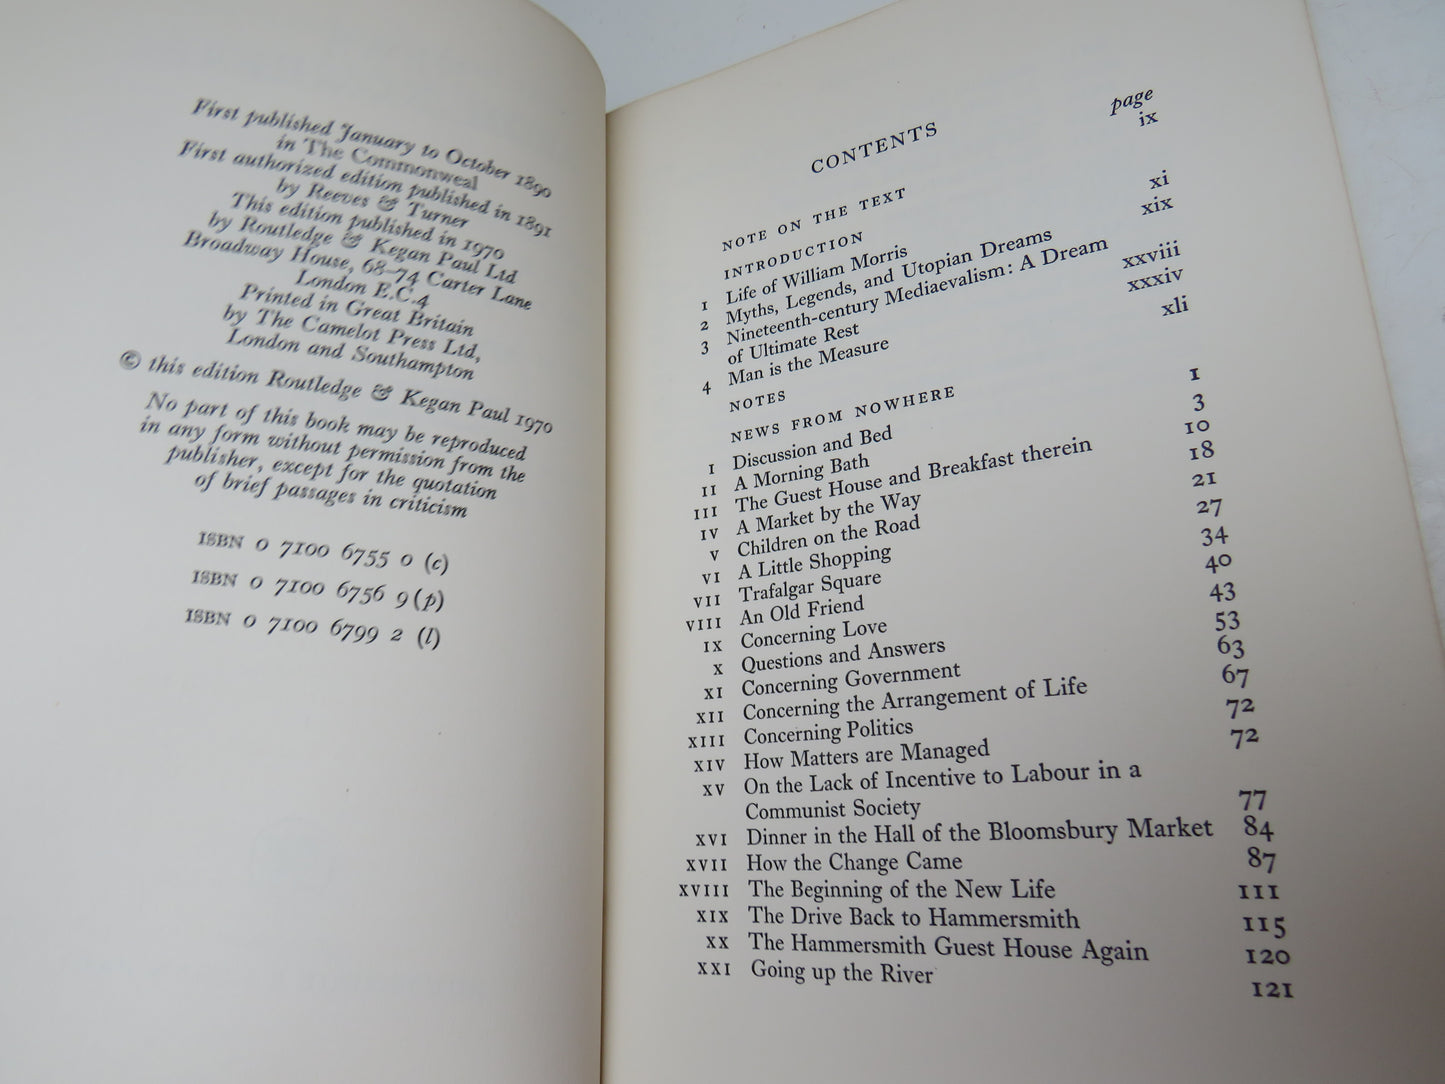 First published January to October 1890
in The Commonweal
First authorized edition published in 1891
by Reeves & Turner
This edition published in 1970
by Routledge & Kegan Paul Ltd
Broadway House, 68–74 Carter Lane
London E.C.4
Printed in Great Britain
by The Camelot Press Ltd,
London and Southampton
© this edition Routledge & Kegan Paul 1970
No part of this book may be reproduced
in any form without permission from the
publisher, except for the quotation
of brief passages in criticism
ISBN 0 7100 6755 0 (c)
ISBN 0 7100 6756 9 (p)
ISBN 0 7100 6799 2 (l)
CONTENTS
page
NOTE ON THE TEXT ix
INTRODUCTION
1 Life of William Morris xi
2 Myths, Legends, and Utopian Dreams xix
3 Nineteenth-century Mediaevalism: A Dream
of Ultimate Rest xxviii
4 Man is the Measure xxxiv
NOTES xli
NEWS FROM NOWHERE
I Discussion and Bed 1
II A Morning Bath 3
III The Guest House and Breakfast therein 10
IV A Market by the Way 18
V Children on the Road 21
VI A Little Shopping 27
VII Trafalgar Square 34
VIII An Old Friend 40
IX Concerning Love 43
X Questions and Answers 53
XI Concerning Government 63
XII Concerning the Arrangement of Life 67
XIII Concerning Politics 72
XIV How Matters are Managed 72
XV On the Lack of Incentive to Labour in a
Communist Society 77
XVI Dinner in the Hall of the Bloomsbury Market 84
XVII How the Change Came 87
XVIII The Beginning of the New Life 111
XIX The Drive Back to Hammersmith 115
XX The Hammersmith Guest House Again 120
XXI Going up the River 121